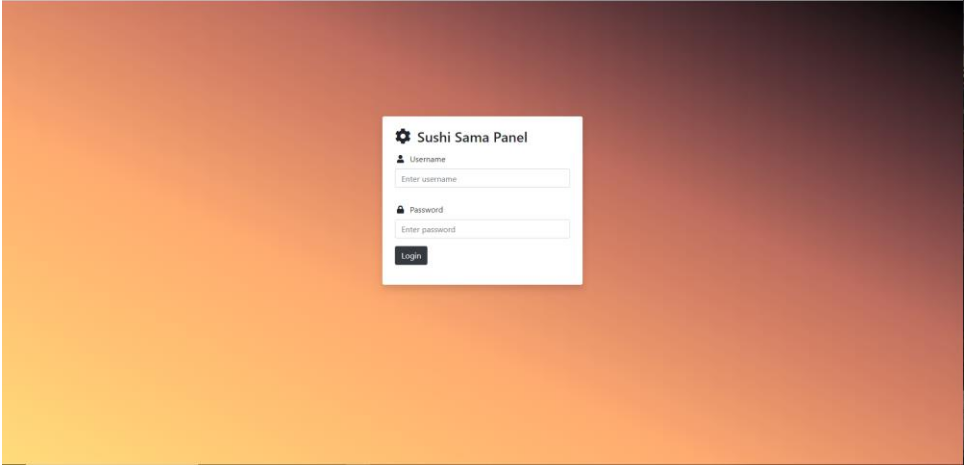 Sushi Sama Panel
Username
Enter username
Password
Enter password
Login